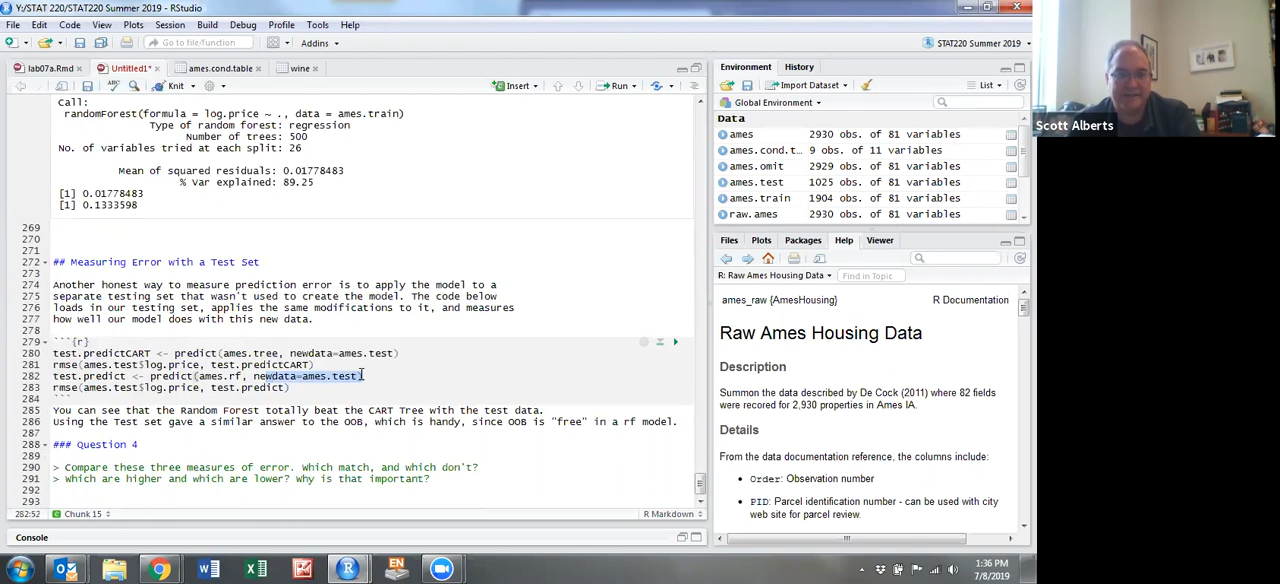 Y:/STAT 220/STAT220 Summer 2019 - RStudio
File Edit Code View Plots Session Build Debug Profile Tools Help
Go to file/function Addins STAT220 Summer 2019
lab07a.Rmd Untitled1* ames.cond.table wine
Knit Insert Run
Call:
randomForest(formula = log.price ~ ., data = ames.train)
Type of random forest: regression
Number of trees: 500
No. of variables tried at each split: 26
Mean of squared residuals: 0.01778483
% Var explained: 89.25
[1] 0.01778483
[1] 0.1333598
269
270
271
272 ## Measuring Error with a Test Set
273
274 Another honest way to measure prediction error is to apply the model to a
275 separate testing set that wasn't used to create the model. The code below
276 loads in our testing set, applies the same modifications to it, and measures
277 how well our model does with this new data.
278
279 ```{r}
280 test.predictCART <- predict(ames.tree, newdata=ames.test)
281 rmse(ames.test$log.price, test.predictCART)
282 test.predict <- predict(ames.rf, newdata=ames.test)
283 rmse(ames.test$log.price, test.predict)
284 ```
285 You can see that the Random Forest totally beat the CART Tree with the test data.
286 Using the Test set gave a similar answer to the OOB, which is handy, since OOB is "free" in a rf model.
287
288 ### Question 4
289
290 > Compare these three measures of error. Which match, and which don't?
291 > Which are higher and which are lower? Why is that important?
292
293
282:52 Chunk 15 R Markdown
Console
Environment History
Import Dataset List
Global Environment
Data
ames 2930 obs. of 81 variables
ames.cond.t… 9 obs. of 11 variables
ames.omit 2929 obs. of 81 variables
ames.test 1025 obs. of 81 variables
ames.train 1904 obs. of 81 variables
raw.ames 2930 obs. of 81 variables
Files Plots Packages Help Viewer
R: Raw Ames Housing Data Find in Topic
ames_raw {AmesHousing} R Documentation
Raw Ames Housing Data
Description
Summon the data described by De Cock (2011) where 82 fields
were recored for 2,930 properties in Ames IA.
Details
From the data documentation reference, the columns include:
• Order: Observation number
• PID: Parcel identification number - can be used with city
web site for parcel review.
Scott Alberts
EN
1:36 PM
7/8/2019